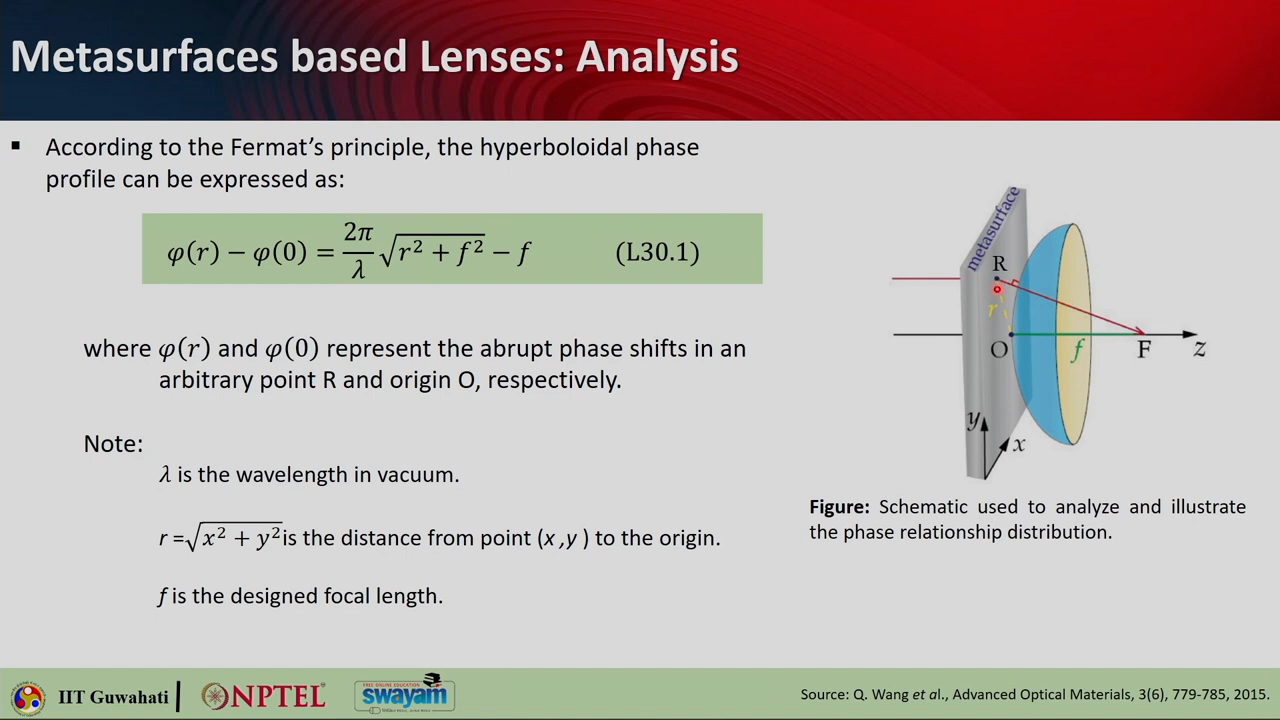 Metasurfaces based Lenses: Analysis
▪ According to the Fermat's principle, the hyperboloidal phase
profile can be expressed as:
φ(r) − φ(0) = 2π/λ √(r² + f²) − f (L30.1)
where φ(r) and φ(0) represent the abrupt phase shifts in an
arbitrary point R and origin O, respectively.
Note:
λ is the wavelength in vacuum.
r =√(x² + y²)is the distance from point (x ,y ) to the origin.
f is the designed focal length.
metasurface
R
r
O
f
F
z
y
x
Figure: Schematic used to analyze and illustrate
the phase relationship distribution.
IIT Guwahati
NPTEL
FREE ONLINE EDUCATION
swayam
Source: Q. Wang et al., Advanced Optical Materials, 3(6), 779-785, 2015.